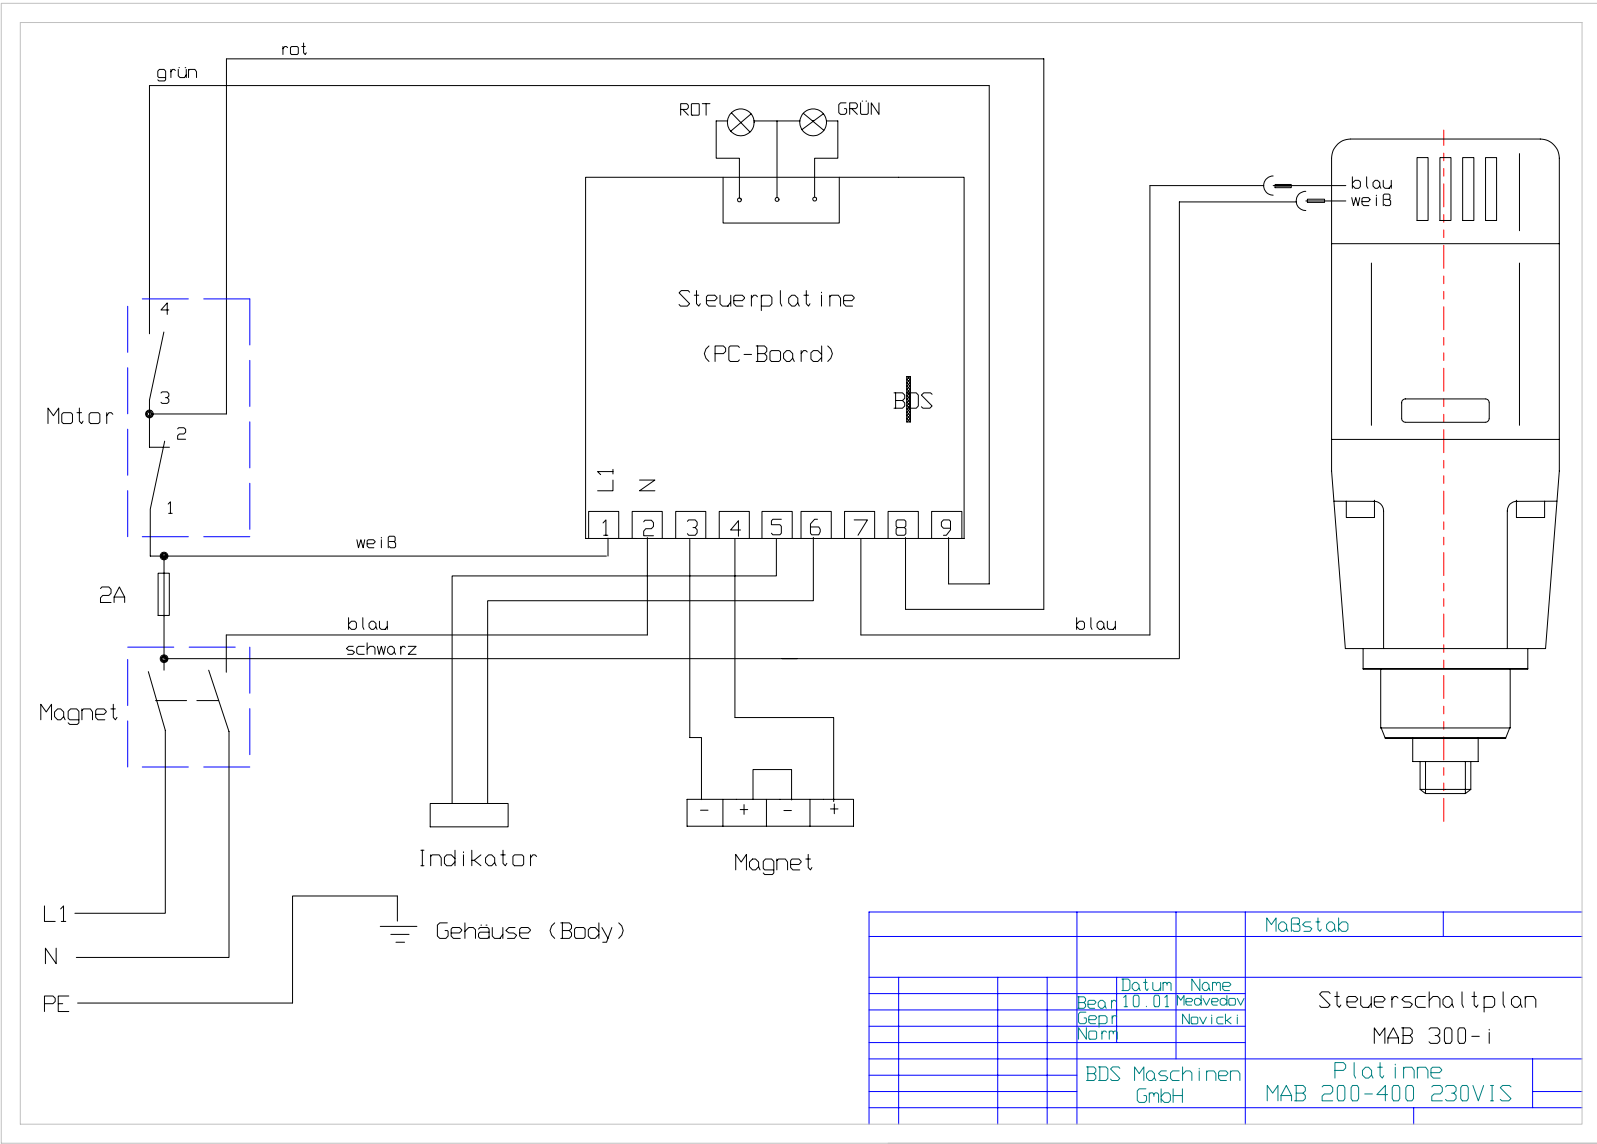 rot
grün
ROT
GRÜN
blau
weiß
4
Steuerplatine
(PC-Board)
3
BDS
Motor
2
L1
N
1
1 2 3 4 5 6 7 8 9
weiß
2A
blau
blau
schwarz
Magnet
- + - +
Indikator
Magnet
L1
Gehäuse (Body)
N
PE
Maßstab
Datum Name
Bear 10.01 Medvedov
Gepr Novicki
Norm
Steuerschaltplan
MAB 300-i
BDS Maschinen
GmbH
Platinne
MAB 200-400 230VIS